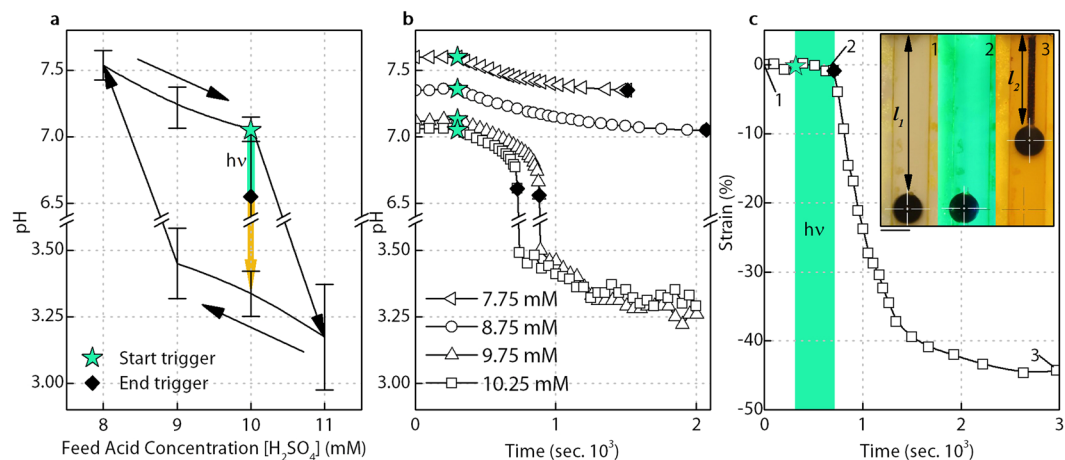 a
7.5
7.0
6.5
3.50
3.25
3.00
pH
hν
Start trigger
End trigger
8
9
10
11
Feed Acid Concentration [H₂SO₄] (mM)
b
7.5
7.0
6.5
3.50
3.25
3.00
pH
7.75 mM
8.75 mM
9.75 mM
10.25 mM
0
1
2
Time (sec. 10³)
c
10
0
-10
-20
-30
-40
-50
Strain (%)
1
2
3
hν
1
2
3
l₁
l₂
0
1
2
3
Time (sec. 10³)